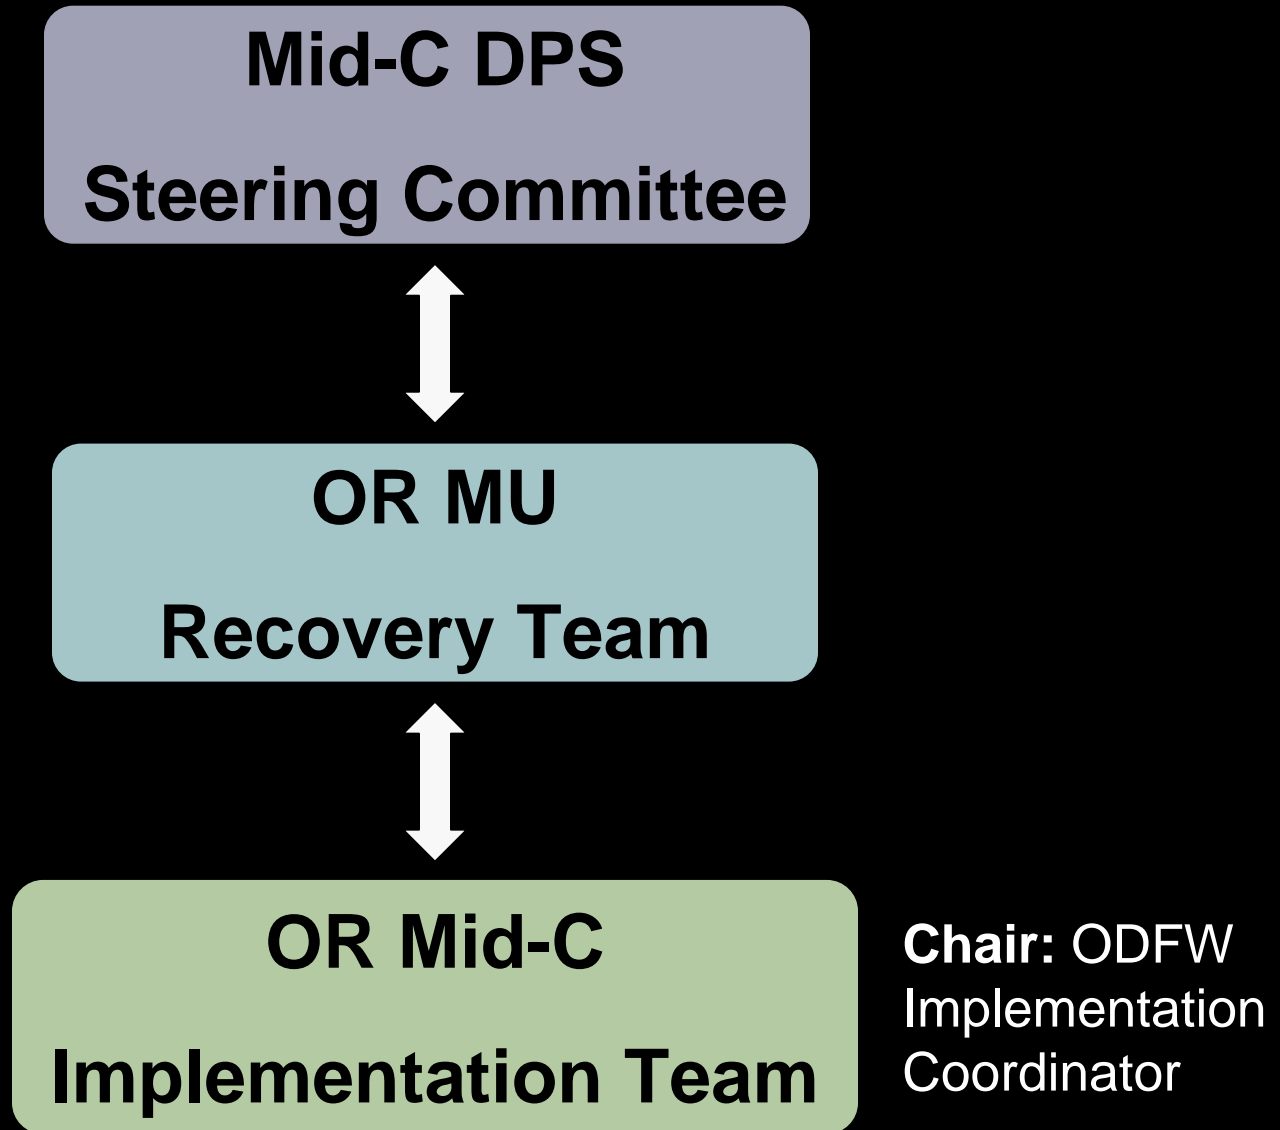 Mid-C DPS
Steering Committee
OR MU
Recovery Team
OR Mid-C
Implementation Team
Chair: ODFW
Implementation
Coordinator